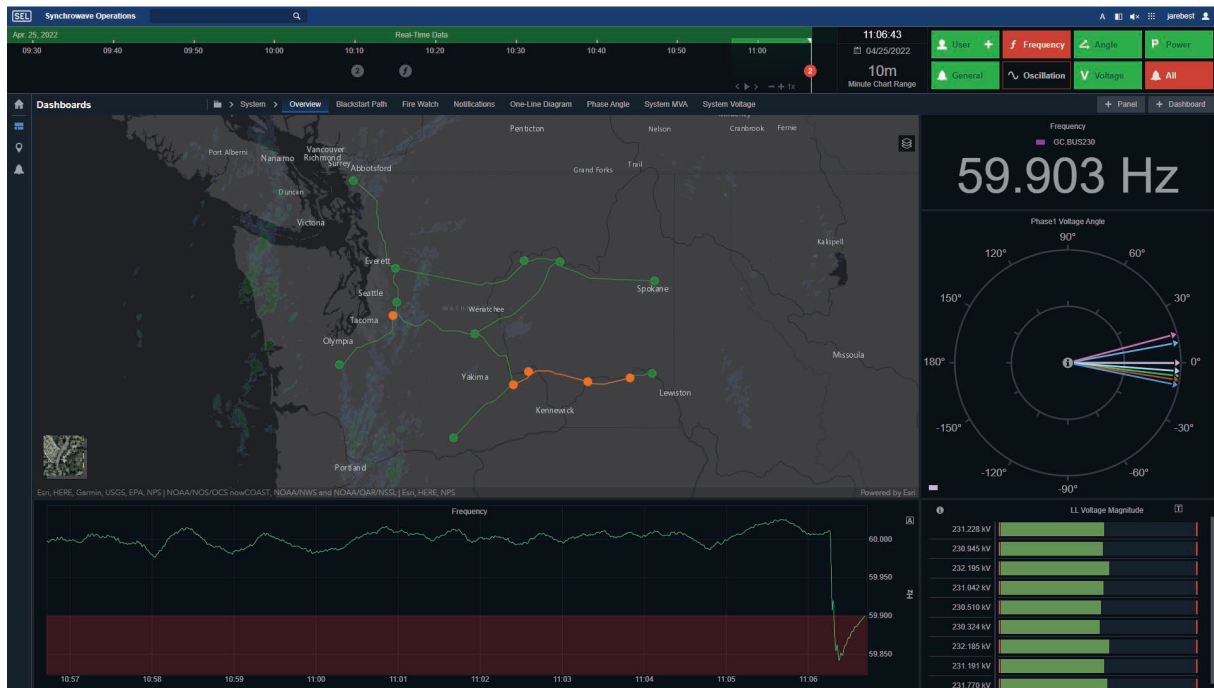 SEL Synchrowave Operations
A jarebest
Apr. 25, 2022 Real-Time Data
09:30 09:40 09:50 10:00 10:10 10:20 10:30 10:40 10:50 11:00
2 f 2
1x
11:06:43
04/25/2022
10m
Minute Chart Range
User + f Frequency Angle P Power
General Oscillation V Voltage All
Dashboards > System > Overview Blackstart Path Fire Watch Notifications One-Line Diagram Phase Angle System MVA System Voltage + Panel + Dashboard
Penticton Nelson Cranbrook Fernie
Port Alberni Nanaimo Vancouver
Richmond
Surrey Abbotsford
Trail
Grand Forks
Duncan
Victoria
Kalispell
Everett
Seattle
Spokane
Wenatchee
Tacoma
Olympia
Missoula
Yakima
Lewiston
Kennewick
Portland
Esri, HERE, Garmin, USGS, EPA, NPS | NOAA/NOS/OCS nowCOAST, NOAA/NWS and NOAA/OAR/NSSL | Esri, HERE, NPS
Powered by Esri
Frequency
GC.BUS230
59.903 Hz
Phase1 Voltage Angle
90°
120° 60°
150° 30°
180° 0°
-150° -30°
-120° -60°
-90°
Frequency
A
60.000
59.950
59.900
59.850
Hz
10:57 10:58 10:59 11:00 11:01 11:02 11:03 11:04 11:05 11:06
LL Voltage Magnitude T
231.228 kV
230.945 kV
232.195 kV
231.042 kV
230.510 kV
230.324 kV
232.185 kV
231.191 kV
231.770 kV